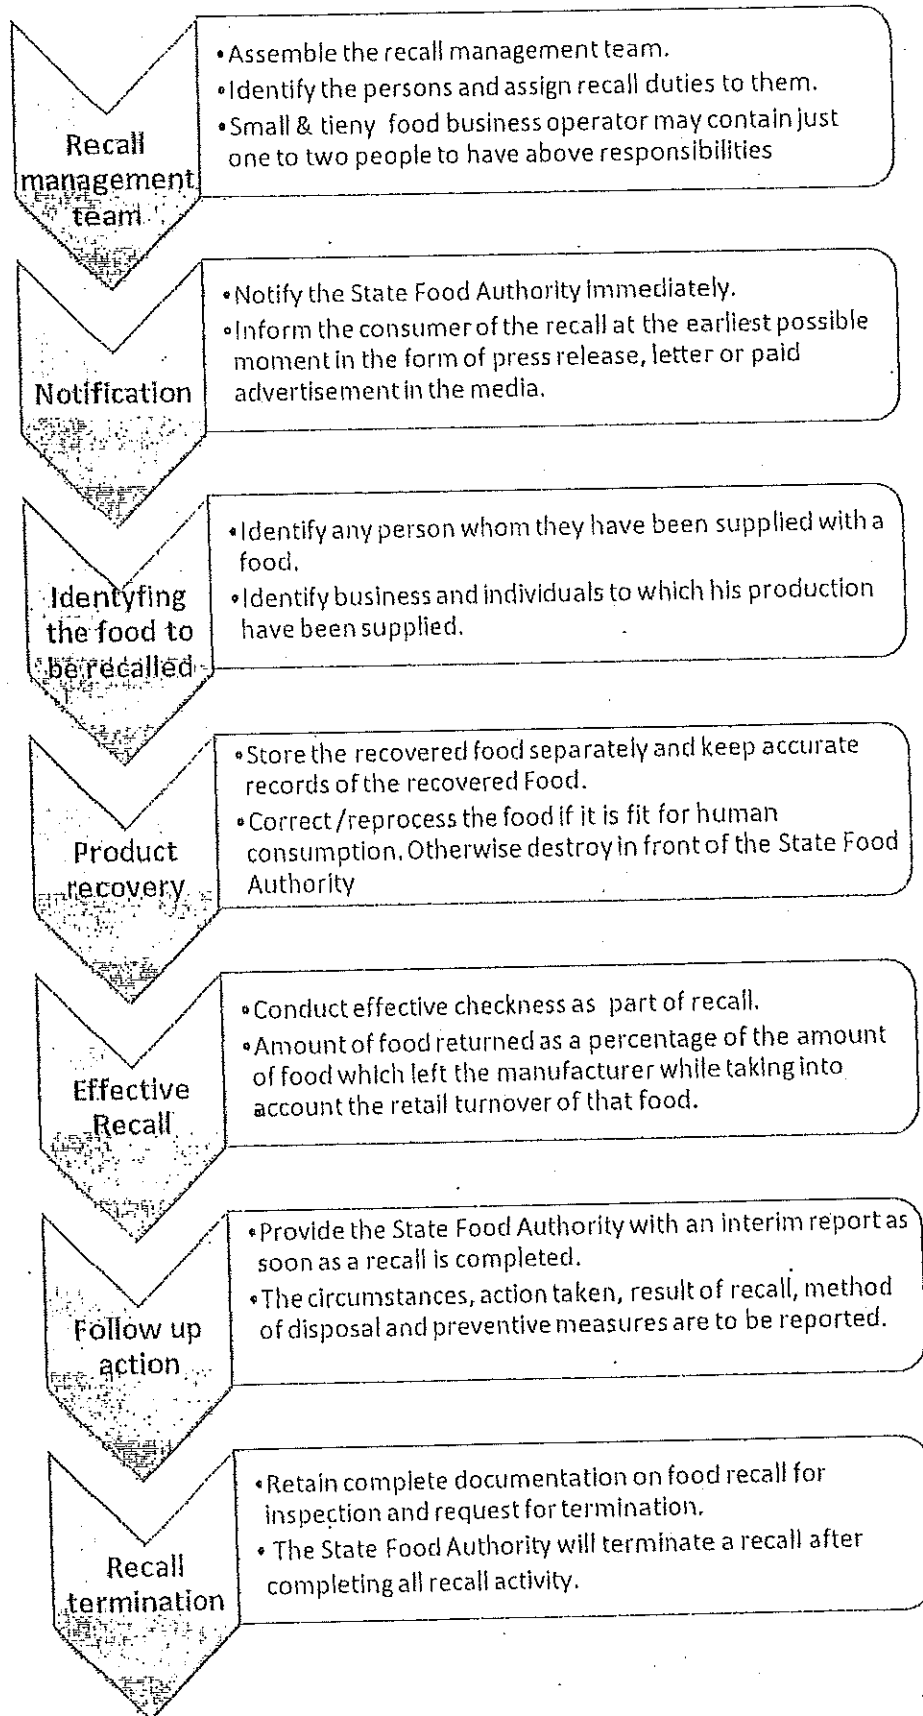 Recall
management
team
•Assemble the recall management team.
•Identify the persons and assign recall duties to them.
•Small & tieny food business operator may contain just
one to two people to have above responsibilities
Notification
•Notify the State Food Authority immediately.
•Inform the consumer of the recall at the earliest possible
moment in the form of press release, letter or paid
advertisement in the media.
Identyfing
the food to
be recalled
•Identify any person whom they have been supplied with a
food.
•Identify business and individuals to which his production
have been supplied.
Product
recovery
•Store the recovered food separately and keep accurate
records of the recovered Food.
•Correct/reprocess the food if it is fit for human
consumption. Otherwise destroy in front of the State Food
Authority
Effective
Recall
•Conduct effective checkness as part of recall.
•Amount of food returned as a percentage of the amount
of food which left the manufacturer while taking into
account the retail turnover of that food.
Follow up
action
•Provide the State Food Authority with an interim report as
soon as a recall is completed.
•The circumstances, action taken, result of recall, method
of disposal and preventive measures are to be reported.
Recall
termination
•Retain complete documentation on food recall for
inspection and request for termination.
• The State Food Authority will terminate a recall after
completing all recall activity.